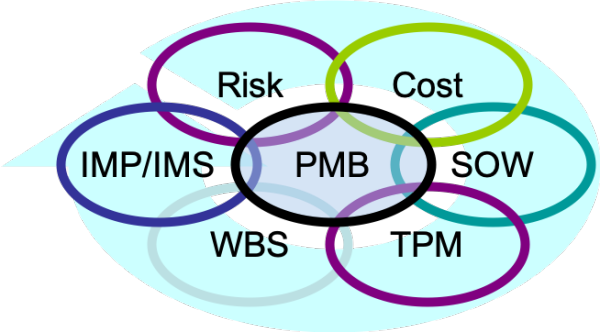 Risk
Cost
IMP/IMS
PMB
SOW
WBS
TPM